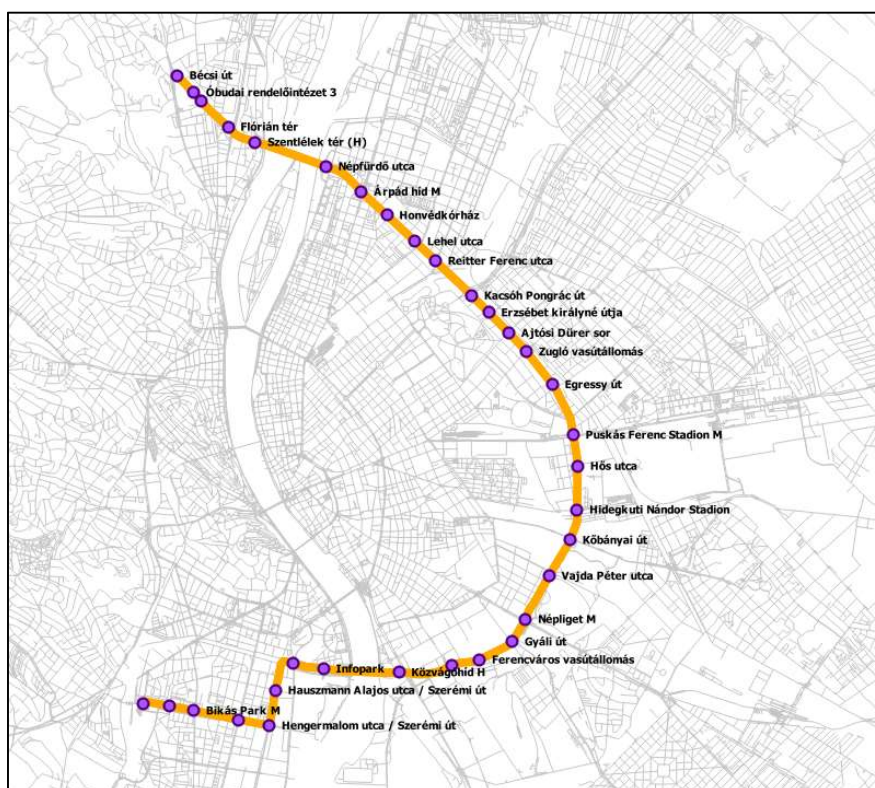 Bécsi út
Óbudai rendelőintézet 3
Flórián tér
Szentlélek tér (H)
Népfürdő utca
Árpád híd M
Honvédkórház
Lehel utca
Reitter Ferenc utca
Kacsóh Pongrác út
Erzsébet királyné útja
Ajtósi Dürer sor
Zugló vasútállomás
Egressy út
Puskás Ferenc Stadion M
Hős utca
Hidegkuti Nándor Stadion
Kőbányai út
Vajda Péter utca
Népliget M
Gyáli út
Ferencváros vasútállomás
Közvágóhíd H
Infopark
Hauszmann Alajos utca / Szerémi út
Bikás Park M
Hengermalom utca / Szerémi út